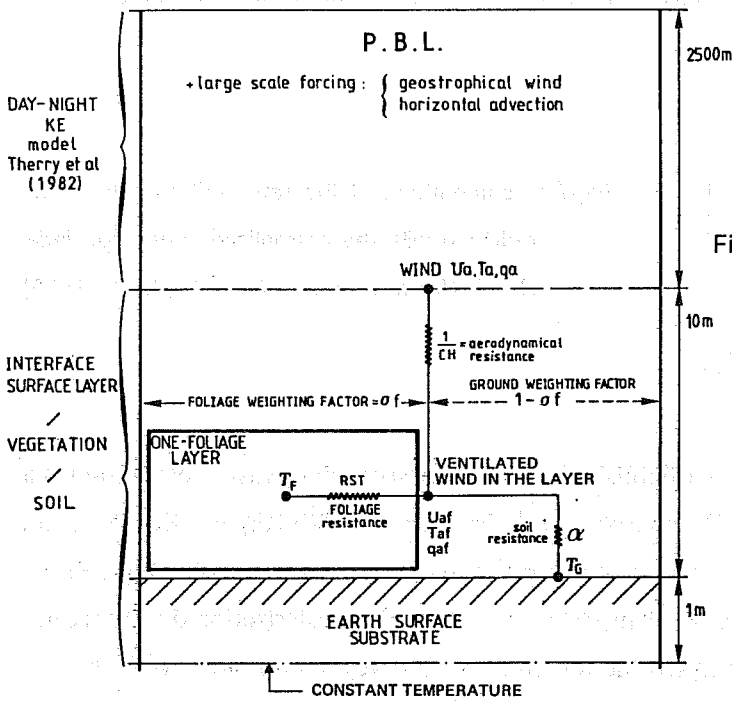 P.B.L.
+ large scale forcing : { geostrophical wind
horizontal advection
2500m
DAY-NIGHT
KE
model
Therry et al
(1982)
Fi
WIND Ua,Ta,qa
10m
1/CH = aerodynamical
resistance
INTERFACE
SURFACE LAYER
/
VEGETATION
/
SOIL
FOLIAGE WEIGHTING FACTOR = σf
GROUND WEIGHTING FACTOR
1-σf
ONE-FOLIAGE
LAYER
TF
RST
FOLIAGE
resistance
VENTILATED
WIND IN THE LAYER
Uaf
Taf
qaf
soil
resistance
α
TG
1m
EARTH SURFACE
SUBSTRATE
CONSTANT TEMPERATURE